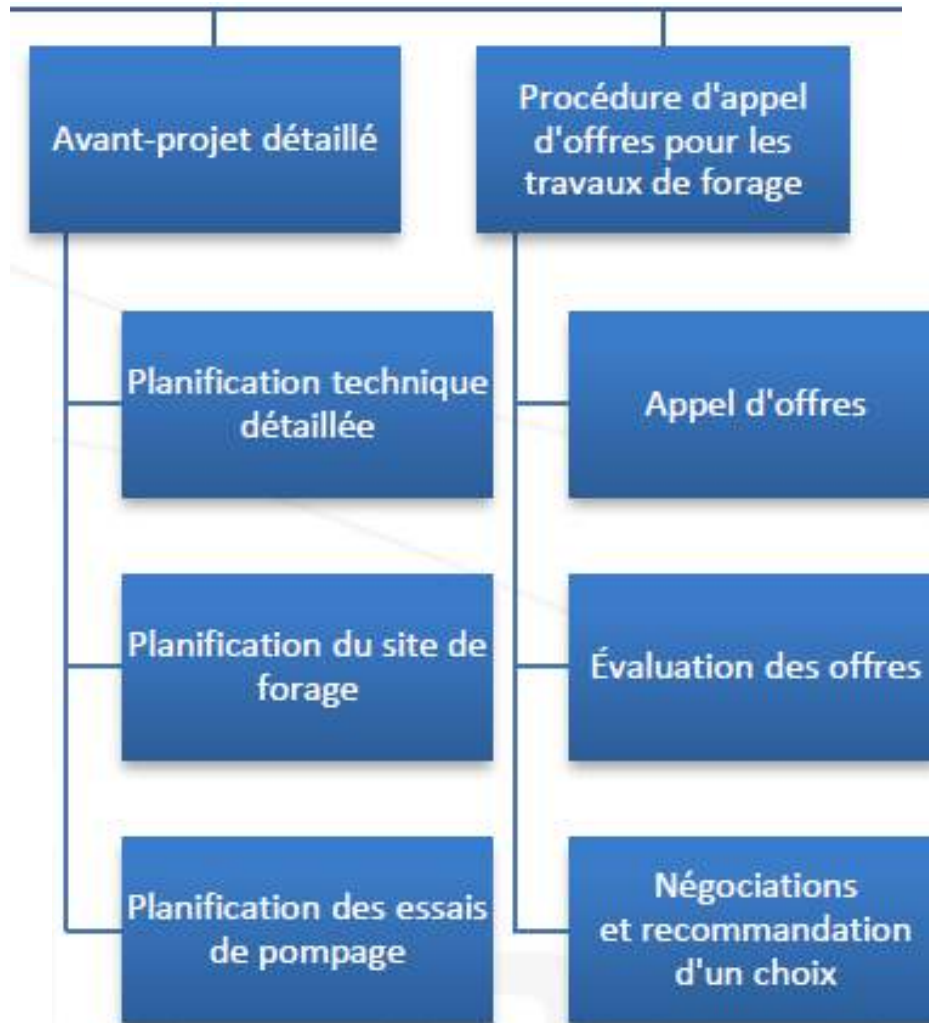 Avant-projet détaillé
Planification technique
détaillée
Planification du site de
forage
Planification des essais
de pompage
Procédure d'appel
d'offres pour les
travaux de forage
Appel d'offres
Évaluation des offres
Négociations
et recommandation
d'un choix